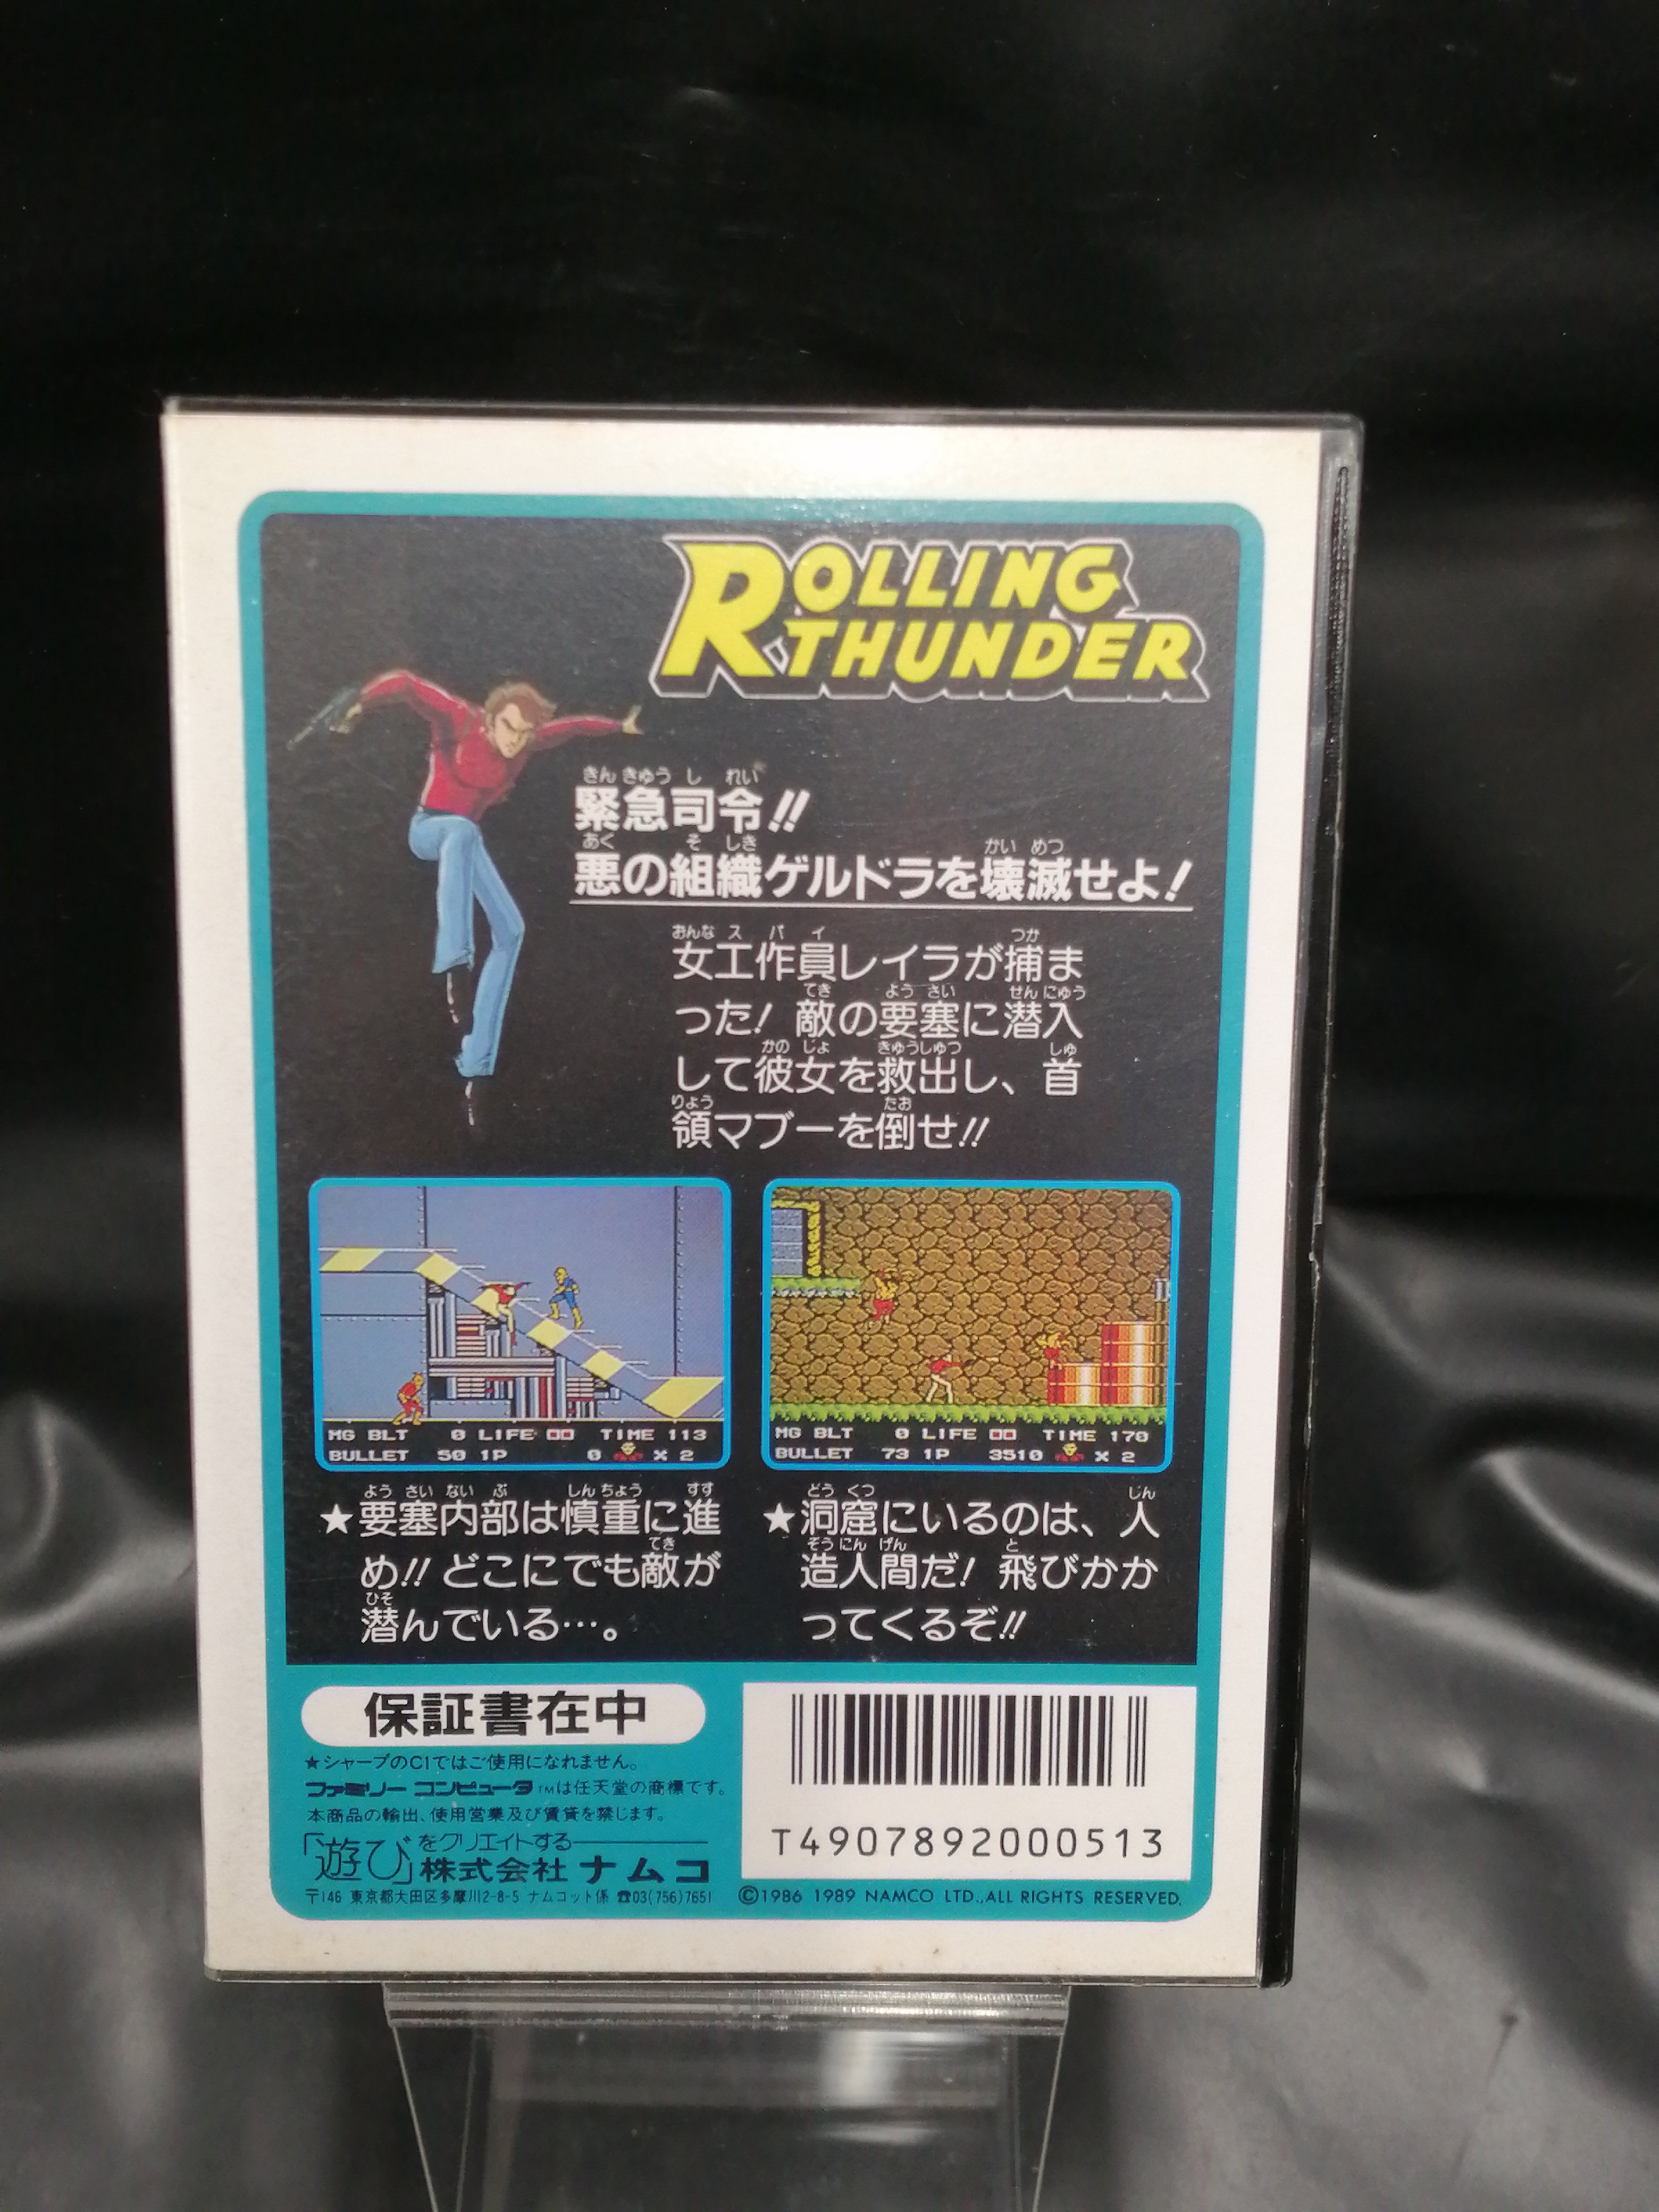 ROLLING
THUNDER
きんきゅうしれい
緊急司令!!
あくそしきかいめつ
悪の組織ゲルドラを壊滅せよ!
おんなスパイつか
女工作員レイラが捕ま
てきようさいせんにゅう
った! 敵の要塞に潜入
かのじょきゅうしゅつしゅ
して彼女を救出し、首
りょうたお
領マブーを倒せ!!
MG BLT 0 LIFE TIME 113
BULLET 50 1P 0 X 2
MG BLT 0 LIFE TIME 170
BULLET 73 1P 3510 X 2
ようさいないぶしんちょうすす
★要塞内部は慎重に進
てき
め!! どこにでも敵が
ひそ
潜んでいる…。
どうくつじん
★洞窟にいるのは、人
ぞうにんげんと
造人間だ! 飛びかか
ってくるぞ!!
保証書在中
★シャープのC1ではご使用になれません。
ファミリーコンピュータ™は任天堂の商標です。
本商品の輸出、使用営業及び賃貸を禁じます。
「遊び」をクリエイトする
株式会社ナムコ
〒146 東京都大田区多摩川2-8-5 ナムコット係 ☎03(756)7651
T4907892000513
©1986 1989 NAMCO LTD.,ALL RIGHTS RESERVED.